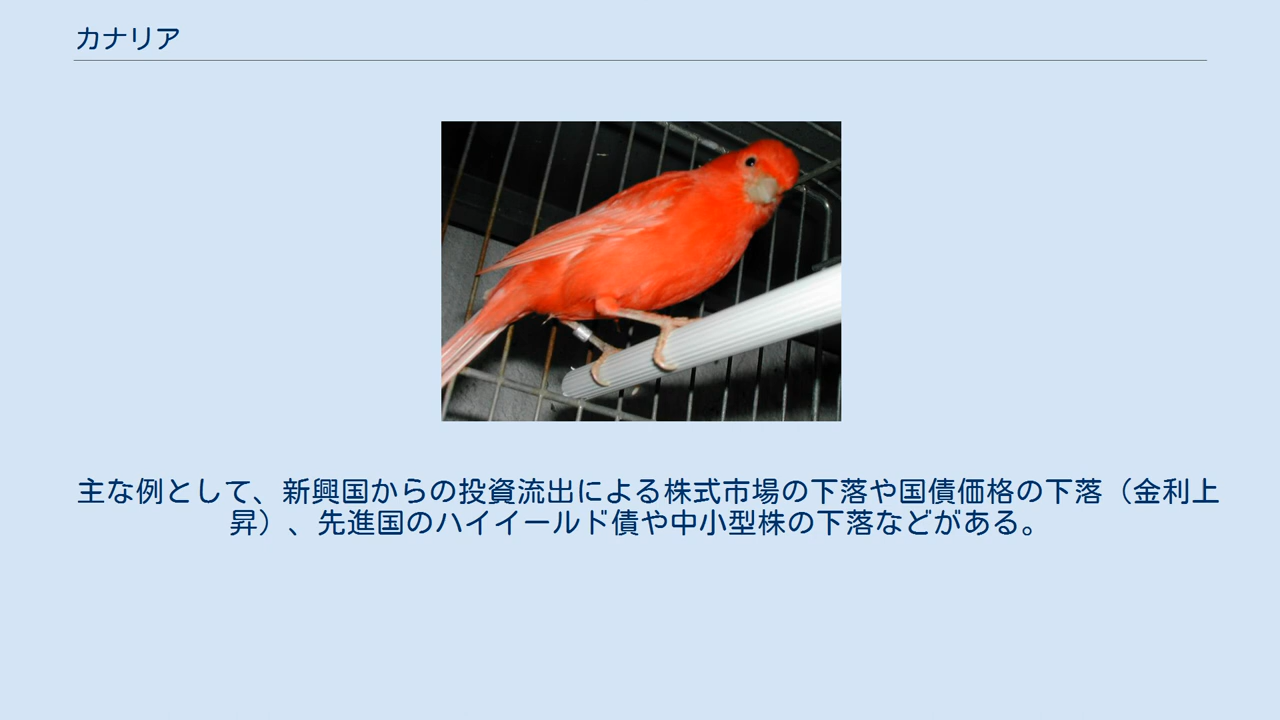 カナリア
主な例として、新興国からの投資流出による株式市場の下落や国債価格の下落（金利上
昇）、先進国のハイイールド債や中小型株の下落などがある。